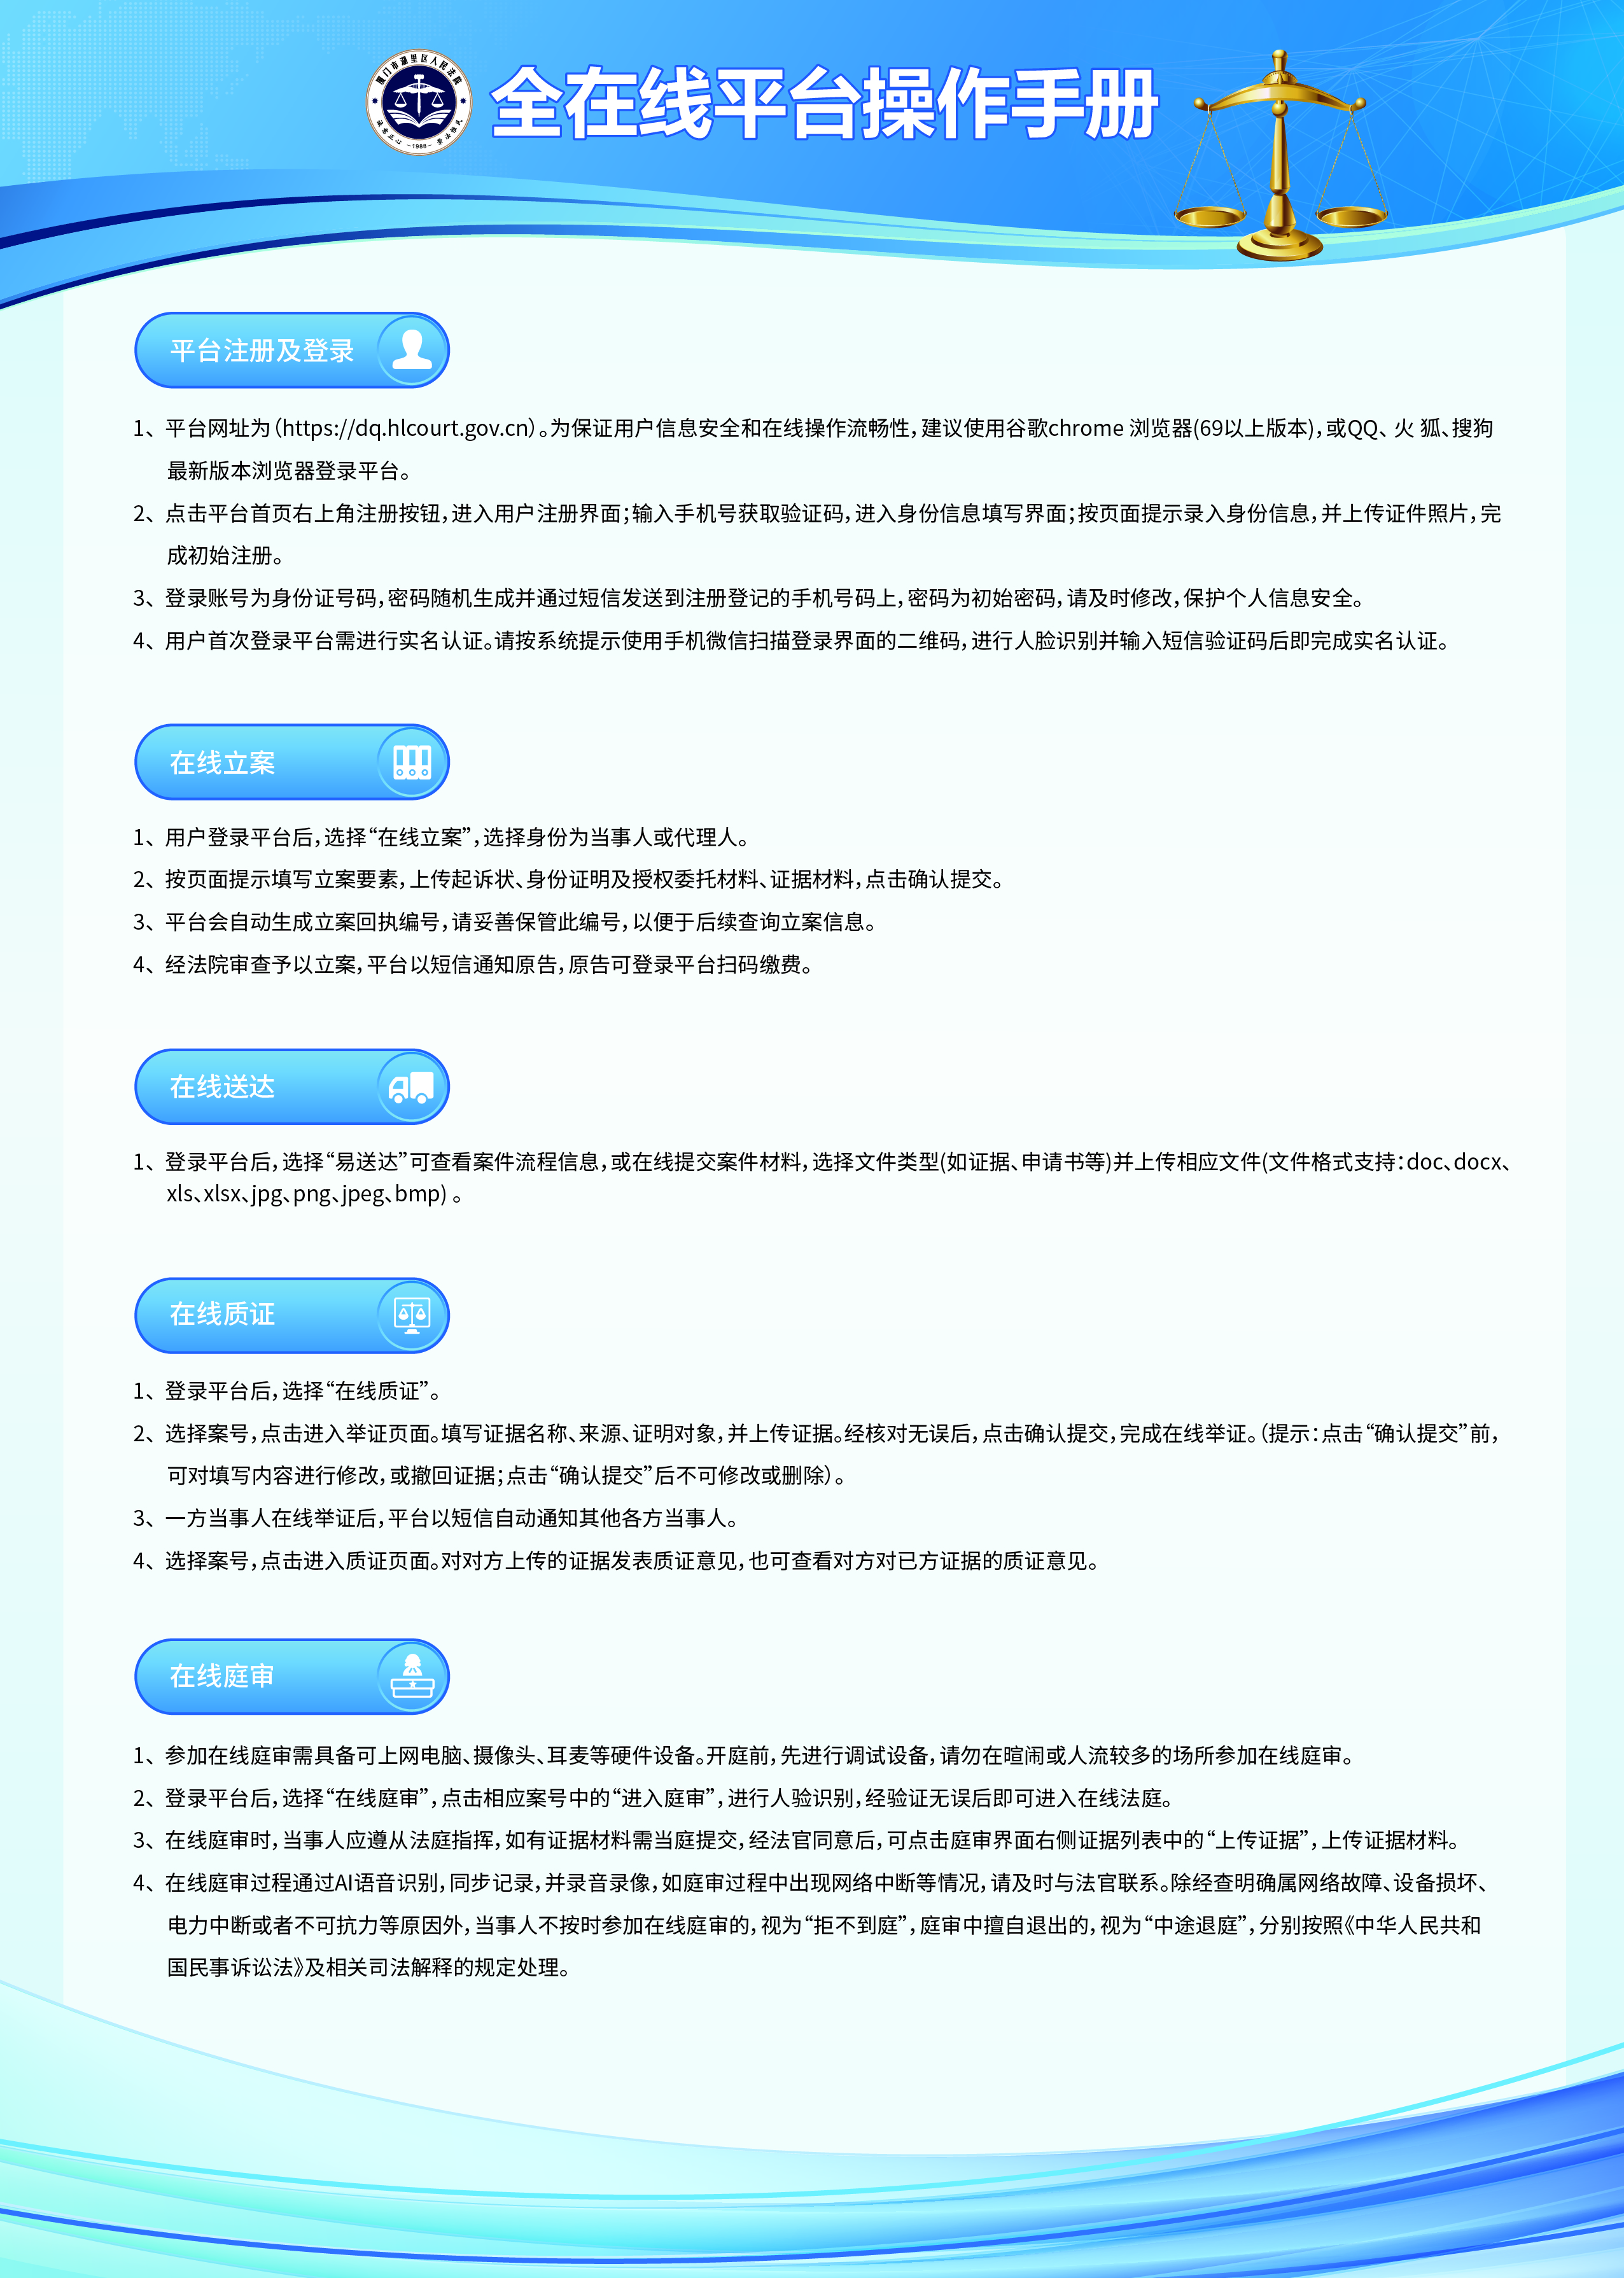 厦门市湖里区人民法院
诚意正心 -1988- 崇法惟民
全在线平台操作手册
平台注册及登录
1、平台网址为（https://dq.hlcourt.gov.cn）。为保证用户信息安全和在线操作流畅性，建议使用谷歌chrome 浏览器(69以上版本)，或QQ、 火 狐、搜狗
最新版本浏览器登录平台。
2、点击平台首页右上角注册按钮，进入用户注册界面；输入手机号获取验证码，进入身份信息填写界面；按页面提示录入身份信息，并上传证件照片，完
成初始注册。
3、登录账号为身份证号码，密码随机生成并通过短信发送到注册登记的手机号码上，密码为初始密码，请及时修改，保护个人信息安全。
4、用户首次登录平台需进行实名认证。请按系统提示使用手机微信扫描登录界面的二维码，进行人脸识别并输入短信验证码后即完成实名认证。
在线立案
1、用户登录平台后，选择“在线立案”，选择身份为当事人或代理人。
2、按页面提示填写立案要素，上传起诉状、身份证明及授权委托材料、证据材料，点击确认提交。
3、平台会自动生成立案回执编号，请妥善保管此编号，以便于后续查询立案信息。
4、经法院审查予以立案，平台以短信通知原告，原告可登录平台扫码缴费。
在线送达
1、登录平台后，选择“易送达”可查看案件流程信息，或在线提交案件材料，选择文件类型(如证据、申请书等)并上传相应文件(文件格式支持：doc、docx、
xls、xlsx、jpg、png、jpeg、bmp) 。
在线质证
1、登录平台后，选择“在线质证”。
2、选择案号，点击进入举证页面。填写证据名称、来源、证明对象，并上传证据。经核对无误后，点击确认提交，完成在线举证。（提示：点击“确认提交”前，
可对填写内容进行修改，或撤回证据；点击“确认提交”后不可修改或删除）。
3、一方当事人在线举证后，平台以短信自动通知其他各方当事人。
4、选择案号，点击进入质证页面。对对方上传的证据发表质证意见，也可查看对方对已方证据的质证意见。
在线庭审
1、参加在线庭审需具备可上网电脑、摄像头、耳麦等硬件设备。开庭前，先进行调试设备，请勿在暄闹或人流较多的场所参加在线庭审。
2、登录平台后，选择“在线庭审”，点击相应案号中的“进入庭审”，进行人验识别，经验证无误后即可进入在线法庭。
3、在线庭审时，当事人应遵从法庭指挥，如有证据材料需当庭提交，经法官同意后，可点击庭审界面右侧证据列表中的“上传证据”，上传证据材料。
4、在线庭审过程通过AI语音识别，同步记录，并录音录像，如庭审过程中出现网络中断等情况，请及时与法官联系。除经查明确属网络故障、设备损坏、
电力中断或者不可抗力等原因外，当事人不按时参加在线庭审的，视为“拒不到庭”，庭审中擅自退出的，视为“中途退庭”，分别按照《中华人民共和
国民事诉讼法》及相关司法解释的规定处理。